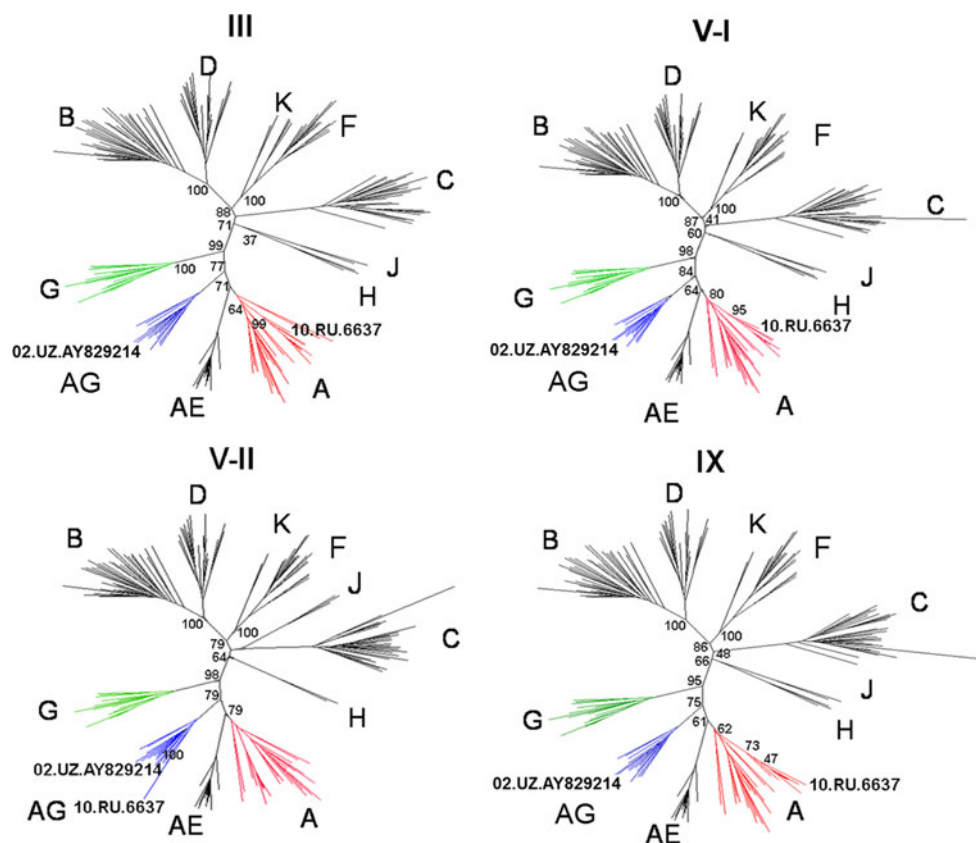 III
D
K
F
B
C
100
100
88
71
37
99
100
77
71
64
99
J
H
G
10.RU.6637
02.UZ.AY829214
AG
AE
A
V-I
D
K
F
B
C
100
100
87
41
60
98
84
64
80
95
J
H
G
10.RU.6637
02.UZ.AY829214
AG
AE
A
V-II
D
K
F
B
J
C
100
100
79
64
98
79
79
G
H
100
02.UZ.AY829214
AG
10.RU.6637
AE
A
IX
D
K
F
B
C
100
100
86
48
66
95
75
61
62
73
47
J
H
G
02.UZ.AY829214
10.RU.6637
AG
AE
A